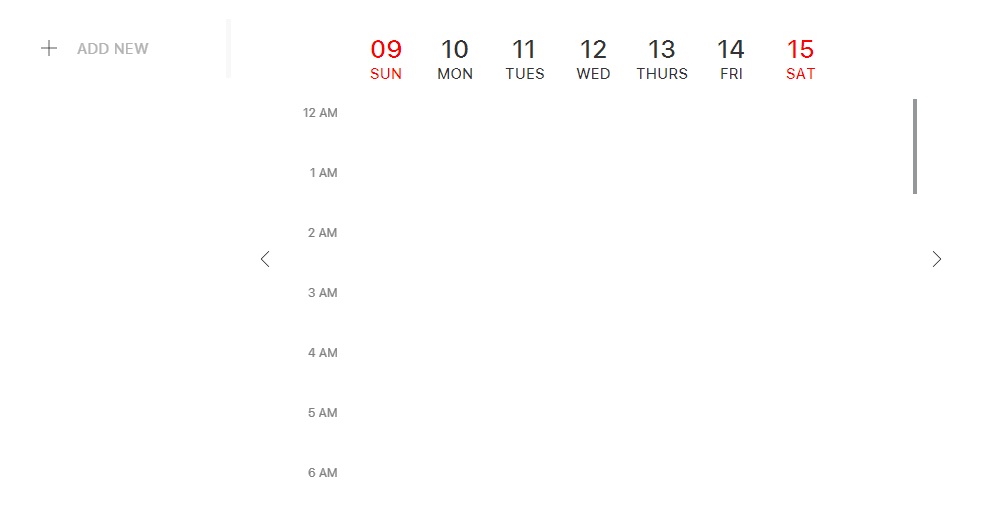 ADD NEW
09 10 11 12 13 14 15
SUN MON TUES WED THURS FRI SAT
12 AM
1 AM
2 AM
3 AM
4 AM
5 AM
6 AM